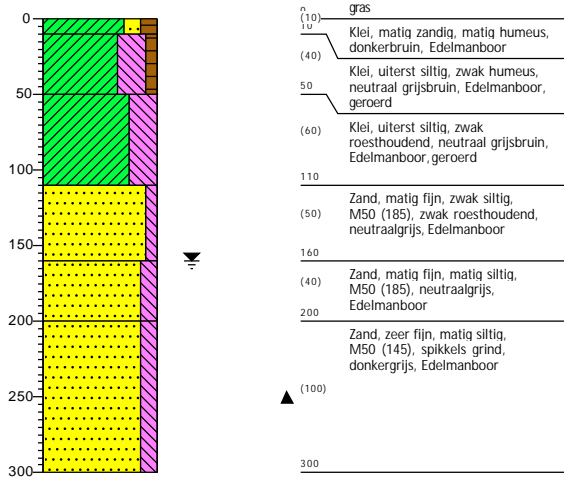 0
50
100
150
200
250
300
0
gras
(10)
10
Klei, matig zandig, matig humeus,
donkerbruin, Edelmanboor
(40)
Klei, uiterst siltig, zwak humeus,
neutraal grijsbruin, Edelmanboor,
geroerd
50
(60)
Klei, uiterst siltig, zwak
roesthoudend, neutraal grijsbruin,
Edelmanboor, geroerd
110
Zand, matig fijn, zwak siltig,
(50) M50 (185), zwak roesthoudend,
neutraalgrijs, Edelmanboor
160
Zand, matig fijn, matig siltig,
(40) M50 (185), neutraalgrijs,
Edelmanboor
200
Zand, zeer fijn, matig siltig,
M50 (145), spikkels grind,
donkergrijs, Edelmanboor
(100)
300